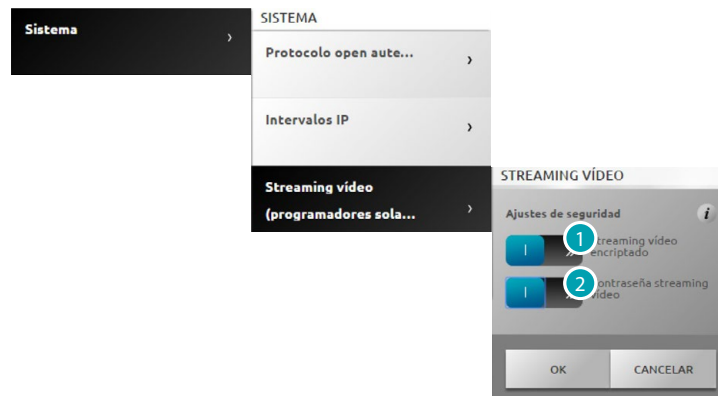 Sistema
SISTEMA
Protocolo open aute...
Intervalos IP
Streaming vídeo
(programadores sola...
STREAMING VÍDEO
Ajustes de seguridad
i
1
treaming vídeo
encriptado
2
ontraseña streaming
vídeo
OK
CANCELAR